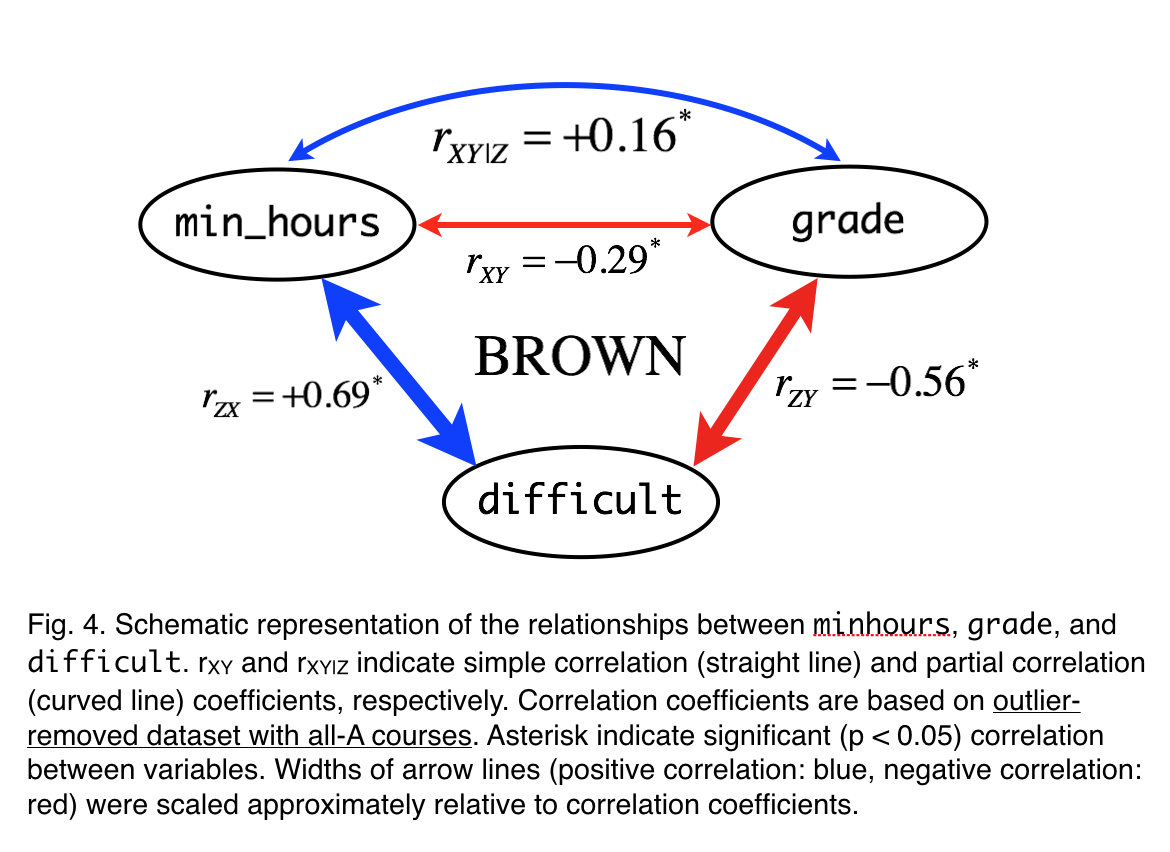 r_{XY|Z} = +0.16*
min_hours
grade
r_{XY} = −0.29*
BROWN
r_{ZX} = +0.69*
r_{ZY} = −0.56*
difficult
Fig. 4. Schematic representation of the relationships between minhours, grade, and
difficult. r_{XY} and r_{XY|Z} indicate simple correlation (straight line) and partial correlation
(curved line) coefficients, respectively. Correlation coefficients are based on outlier-
removed dataset with all-A courses. Asterisk indicate significant (p < 0.05) correlation
between variables. Widths of arrow lines (positive correlation: blue, negative correlation:
red) were scaled approximately relative to correlation coefficients.